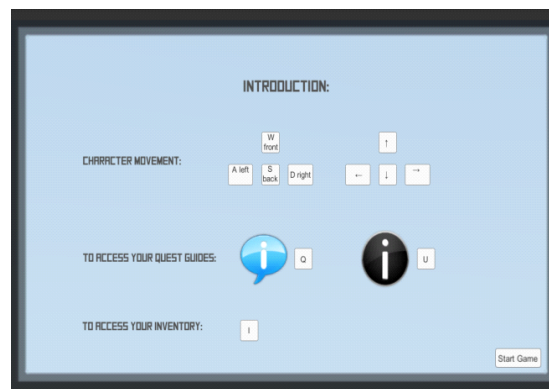 INTRODUCTION:
W
front
↑
CHARACTER MOVEMENT:
A left
S
back
D right
←
↓
→
TO ACCESS YOUR QUEST GUIDES:
i
Q
i
U
TO ACCESS YOUR INVENTORY:
I
Start Game